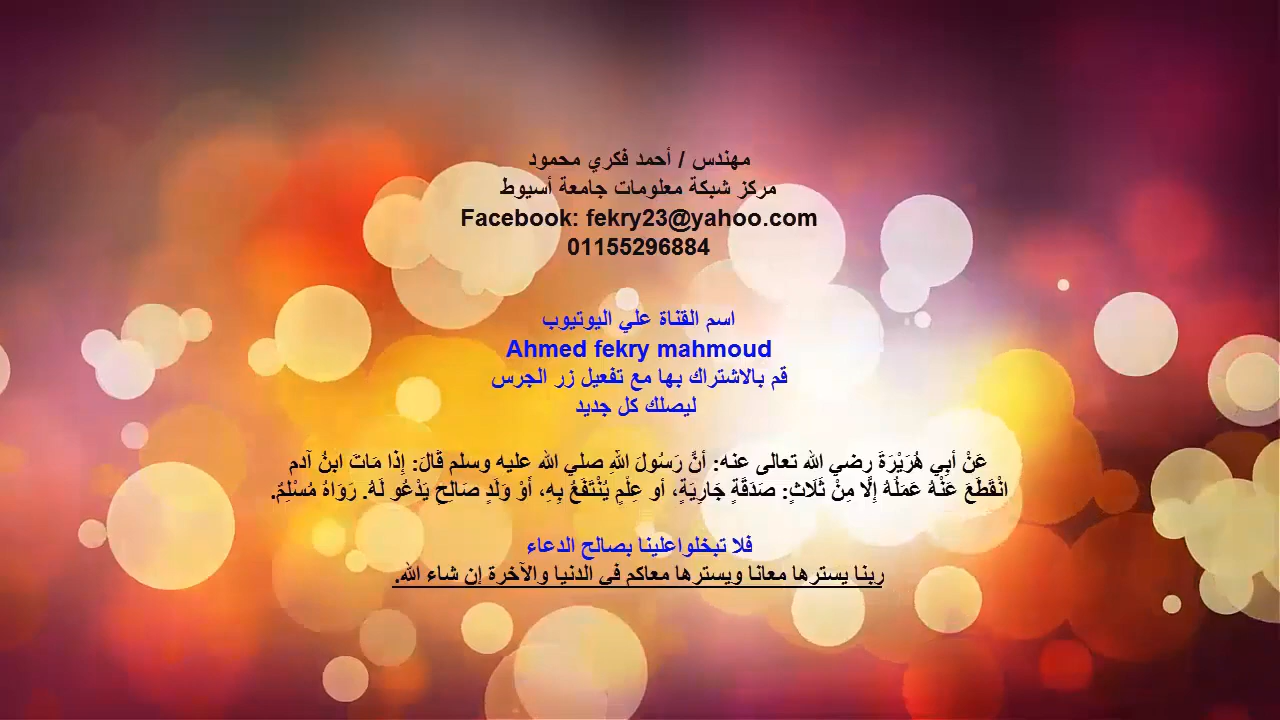 مهندس / أحمد فكري محمود
مركز شبكة معلومات جامعة أسيوط
Facebook: fekry23@yahoo.com
01155296884
اسم القناة علي اليوتيوب
Ahmed fekry mahmoud
قم بالاشتراك بها مع تفعيل زر الجرس
ليصلك كل جديد
عَنْ أبِي هُرَيْرَةَ رضي الله تعالى عنه: أنَّ رَسُولَ اللهِ صلي الله عليه وسلم قَالَ: إِذَا مَاتَ ابنُ آدم
انْقَطَعَ عَنْهُ عَمَلُهُ إِلَّا مِنْ ثَلَاثٍ: صَدَقَةٍ جَارِيَةٍ، أو عِلْمٍ يُنْتَفَعُ بِهِ، أَوْ وَلَدٍ صَالِحٍ يَدْعُو لَهُ. رَوَاهُ مُسْلِمٌ.
فلا تبخلواعلينا بصالح الدعاء
ربنا يسترها معانا ويسترها معاكم في الدنيا والآخرة إن شاء الله.